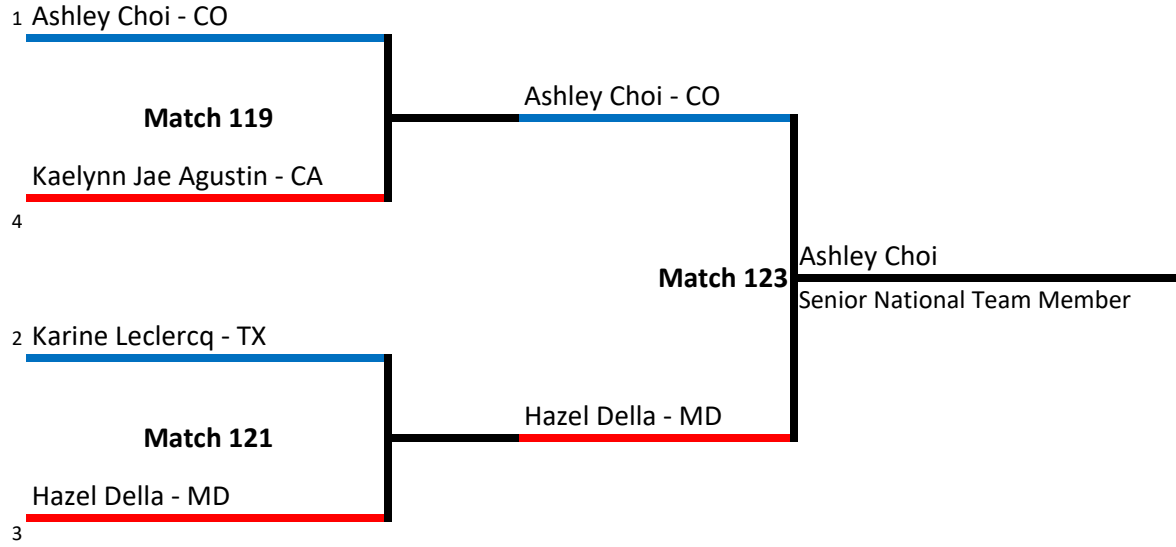 1 Ashley Choi - CO
Match 119
Kaelynn Jae Agustin - CA
4
Ashley Choi - CO
Match 123
Ashley Choi
Senior National Team Member
2 Karine Leclercq - TX
Match 121
Hazel Della - MD
3
Hazel Della - MD